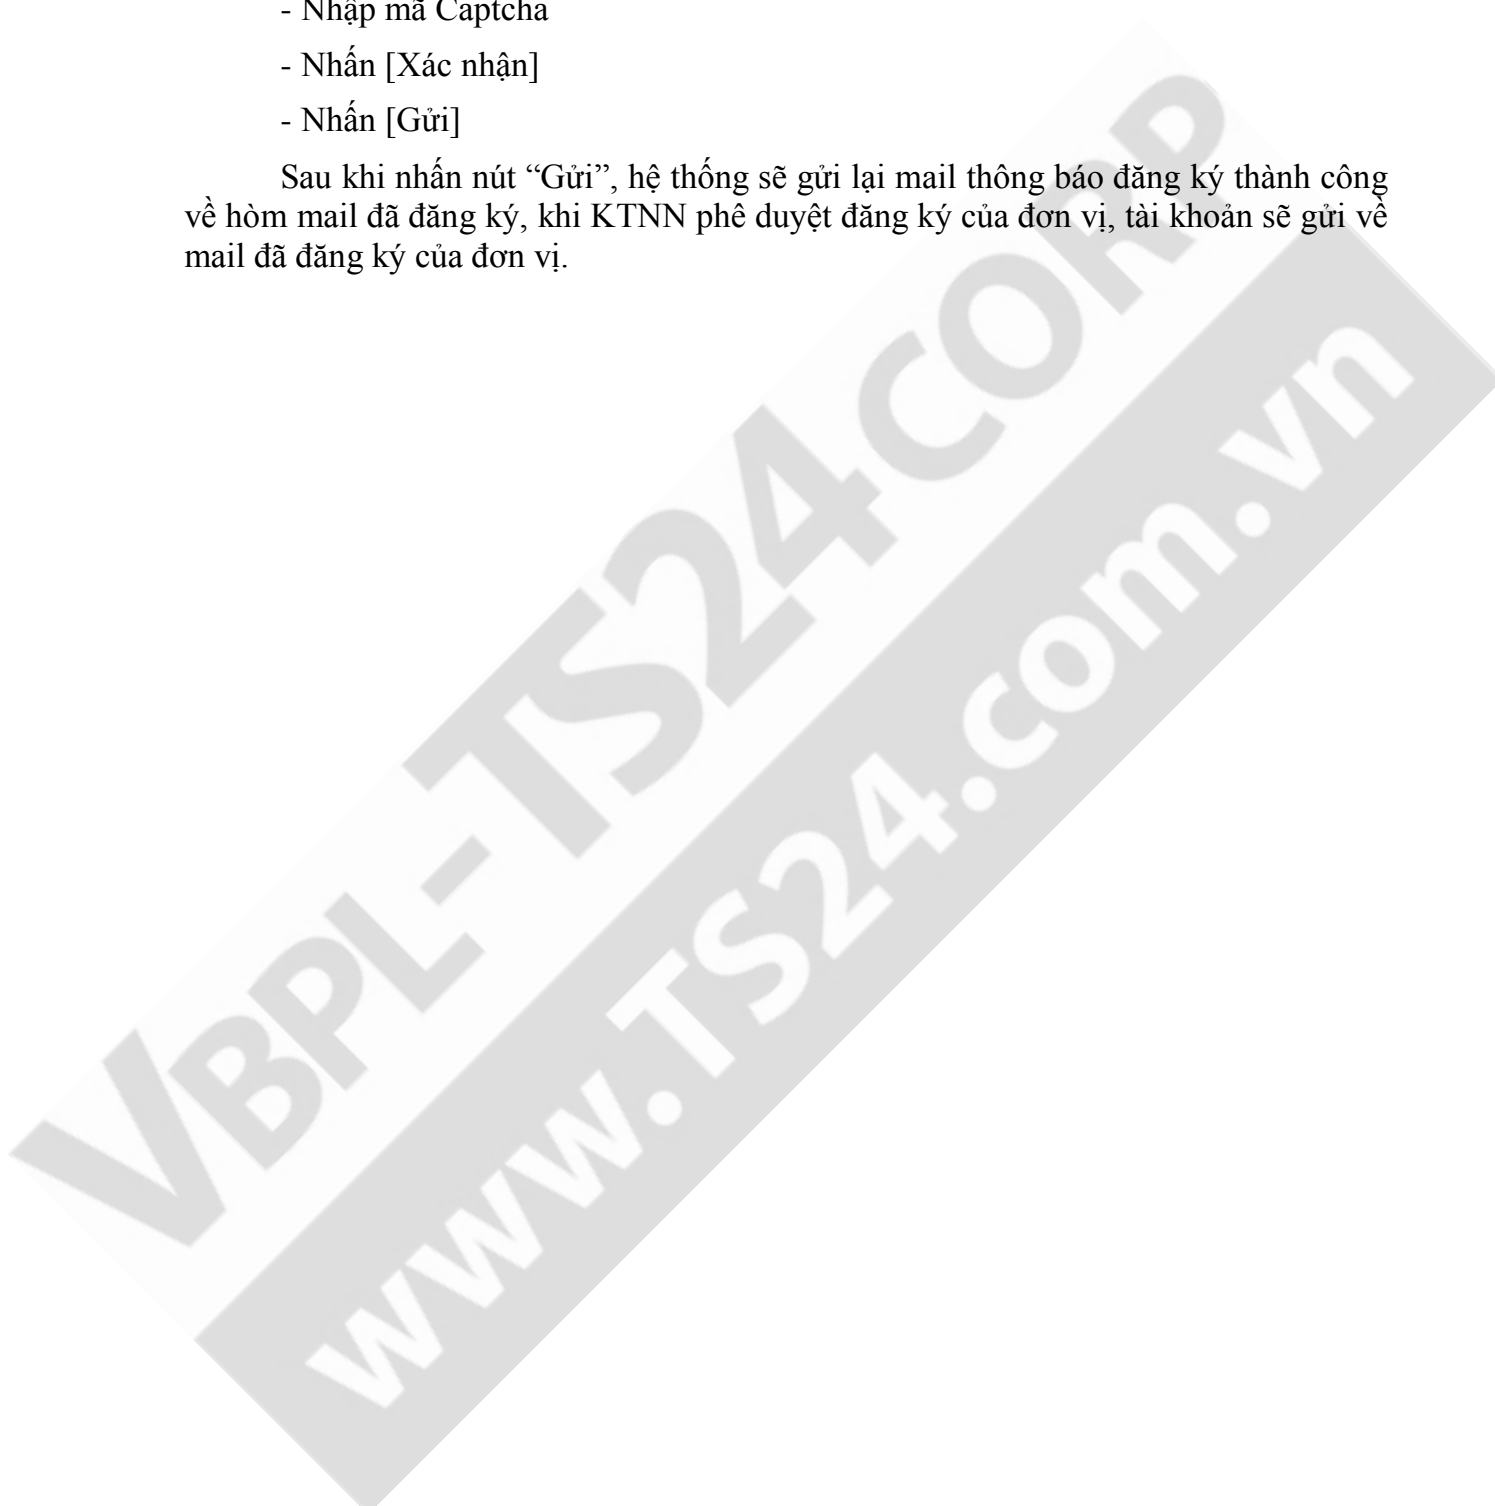 - Nhập mã Captcha
- Nhấn [Xác nhận]
- Nhấn [Gửi]
Sau khi nhấn nút “Gửi”, hệ thống sẽ gửi lại mail thông báo đăng ký thành công
về hòm mail đã đăng ký, khi KTNN phê duyệt đăng ký của đơn vị, tài khoản sẽ gửi về
mail đã đăng ký của đơn vị.
VBPL-TS24CORP
www.TS24.com.vn